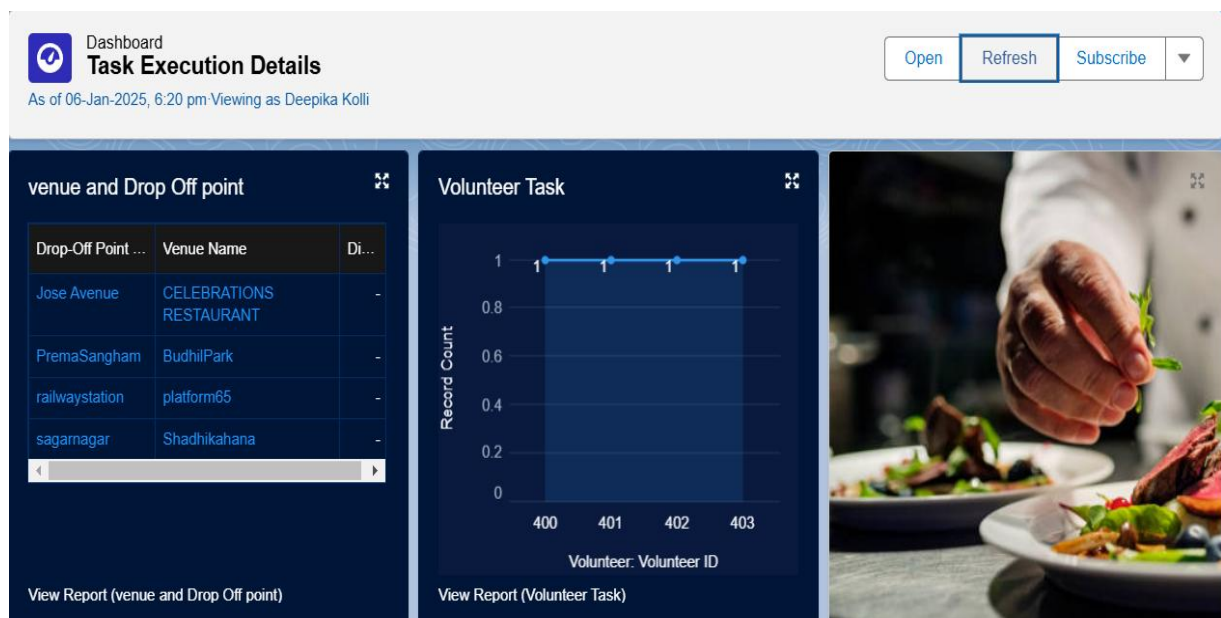 Dashboard
Task Execution Details
As of 06-Jan-2025, 6:20 pm·Viewing as Deepika Kolli
Open Refresh Subscribe
venue and Drop Off point
Drop-Off Point ... Venue Name Di...
Jose Avenue CELEBRATIONS
RESTAURANT -
PremaSangham BudhilPark -
railwaystation platform65 -
sagarnagar Shadhikahana -
View Report (venue and Drop Off point)
Volunteer Task
Record Count
1
0.8
0.6
0.4
0.2
0
1 1 1 1
400 401 402 403
Volunteer: Volunteer ID
View Report (Volunteer Task)